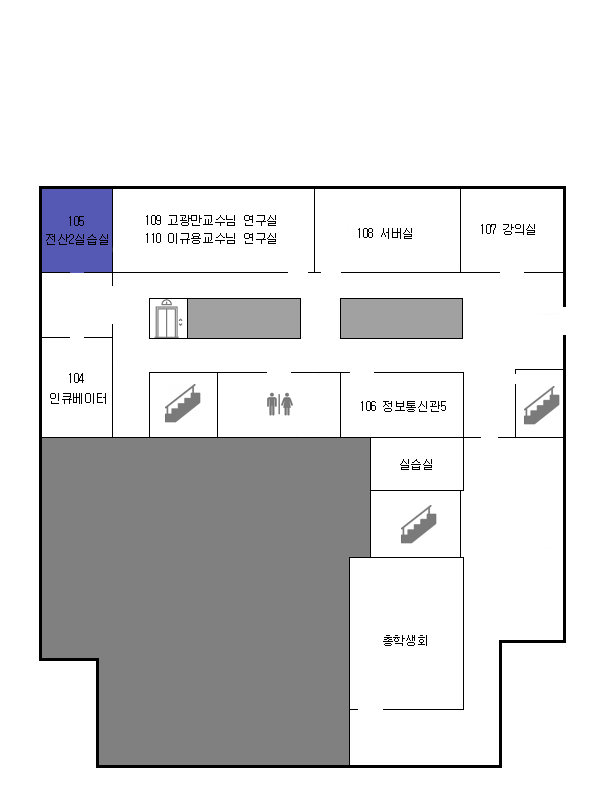 105
전산2실습실
109 고광만교수님 연구실
110 이규용교수님 연구실
108 서버실
107 강의실
104
인큐베이터
106 정보통신관5
실습실
총학생회